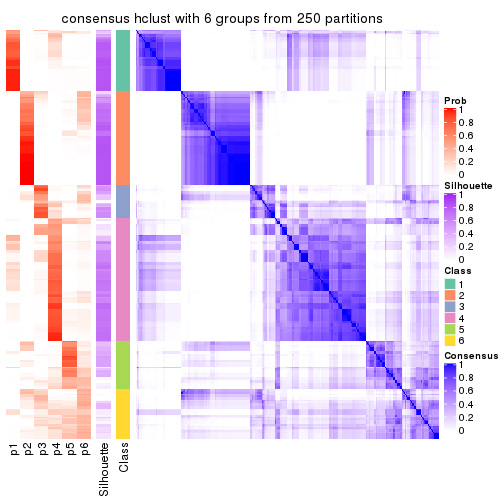 consensus hclust with 6 groups from 250 partitions
Prob
1
0.8
0.6
0.4
0.2
0
Silhouette
1
0.8
0.6
0.4
0.2
0
Class
1
2
3
4
5
6
Consensus
1
0.8
0.6
0.4
0.2
0
p1
p2
p3
p4
p5
p6
Silhouette
Class